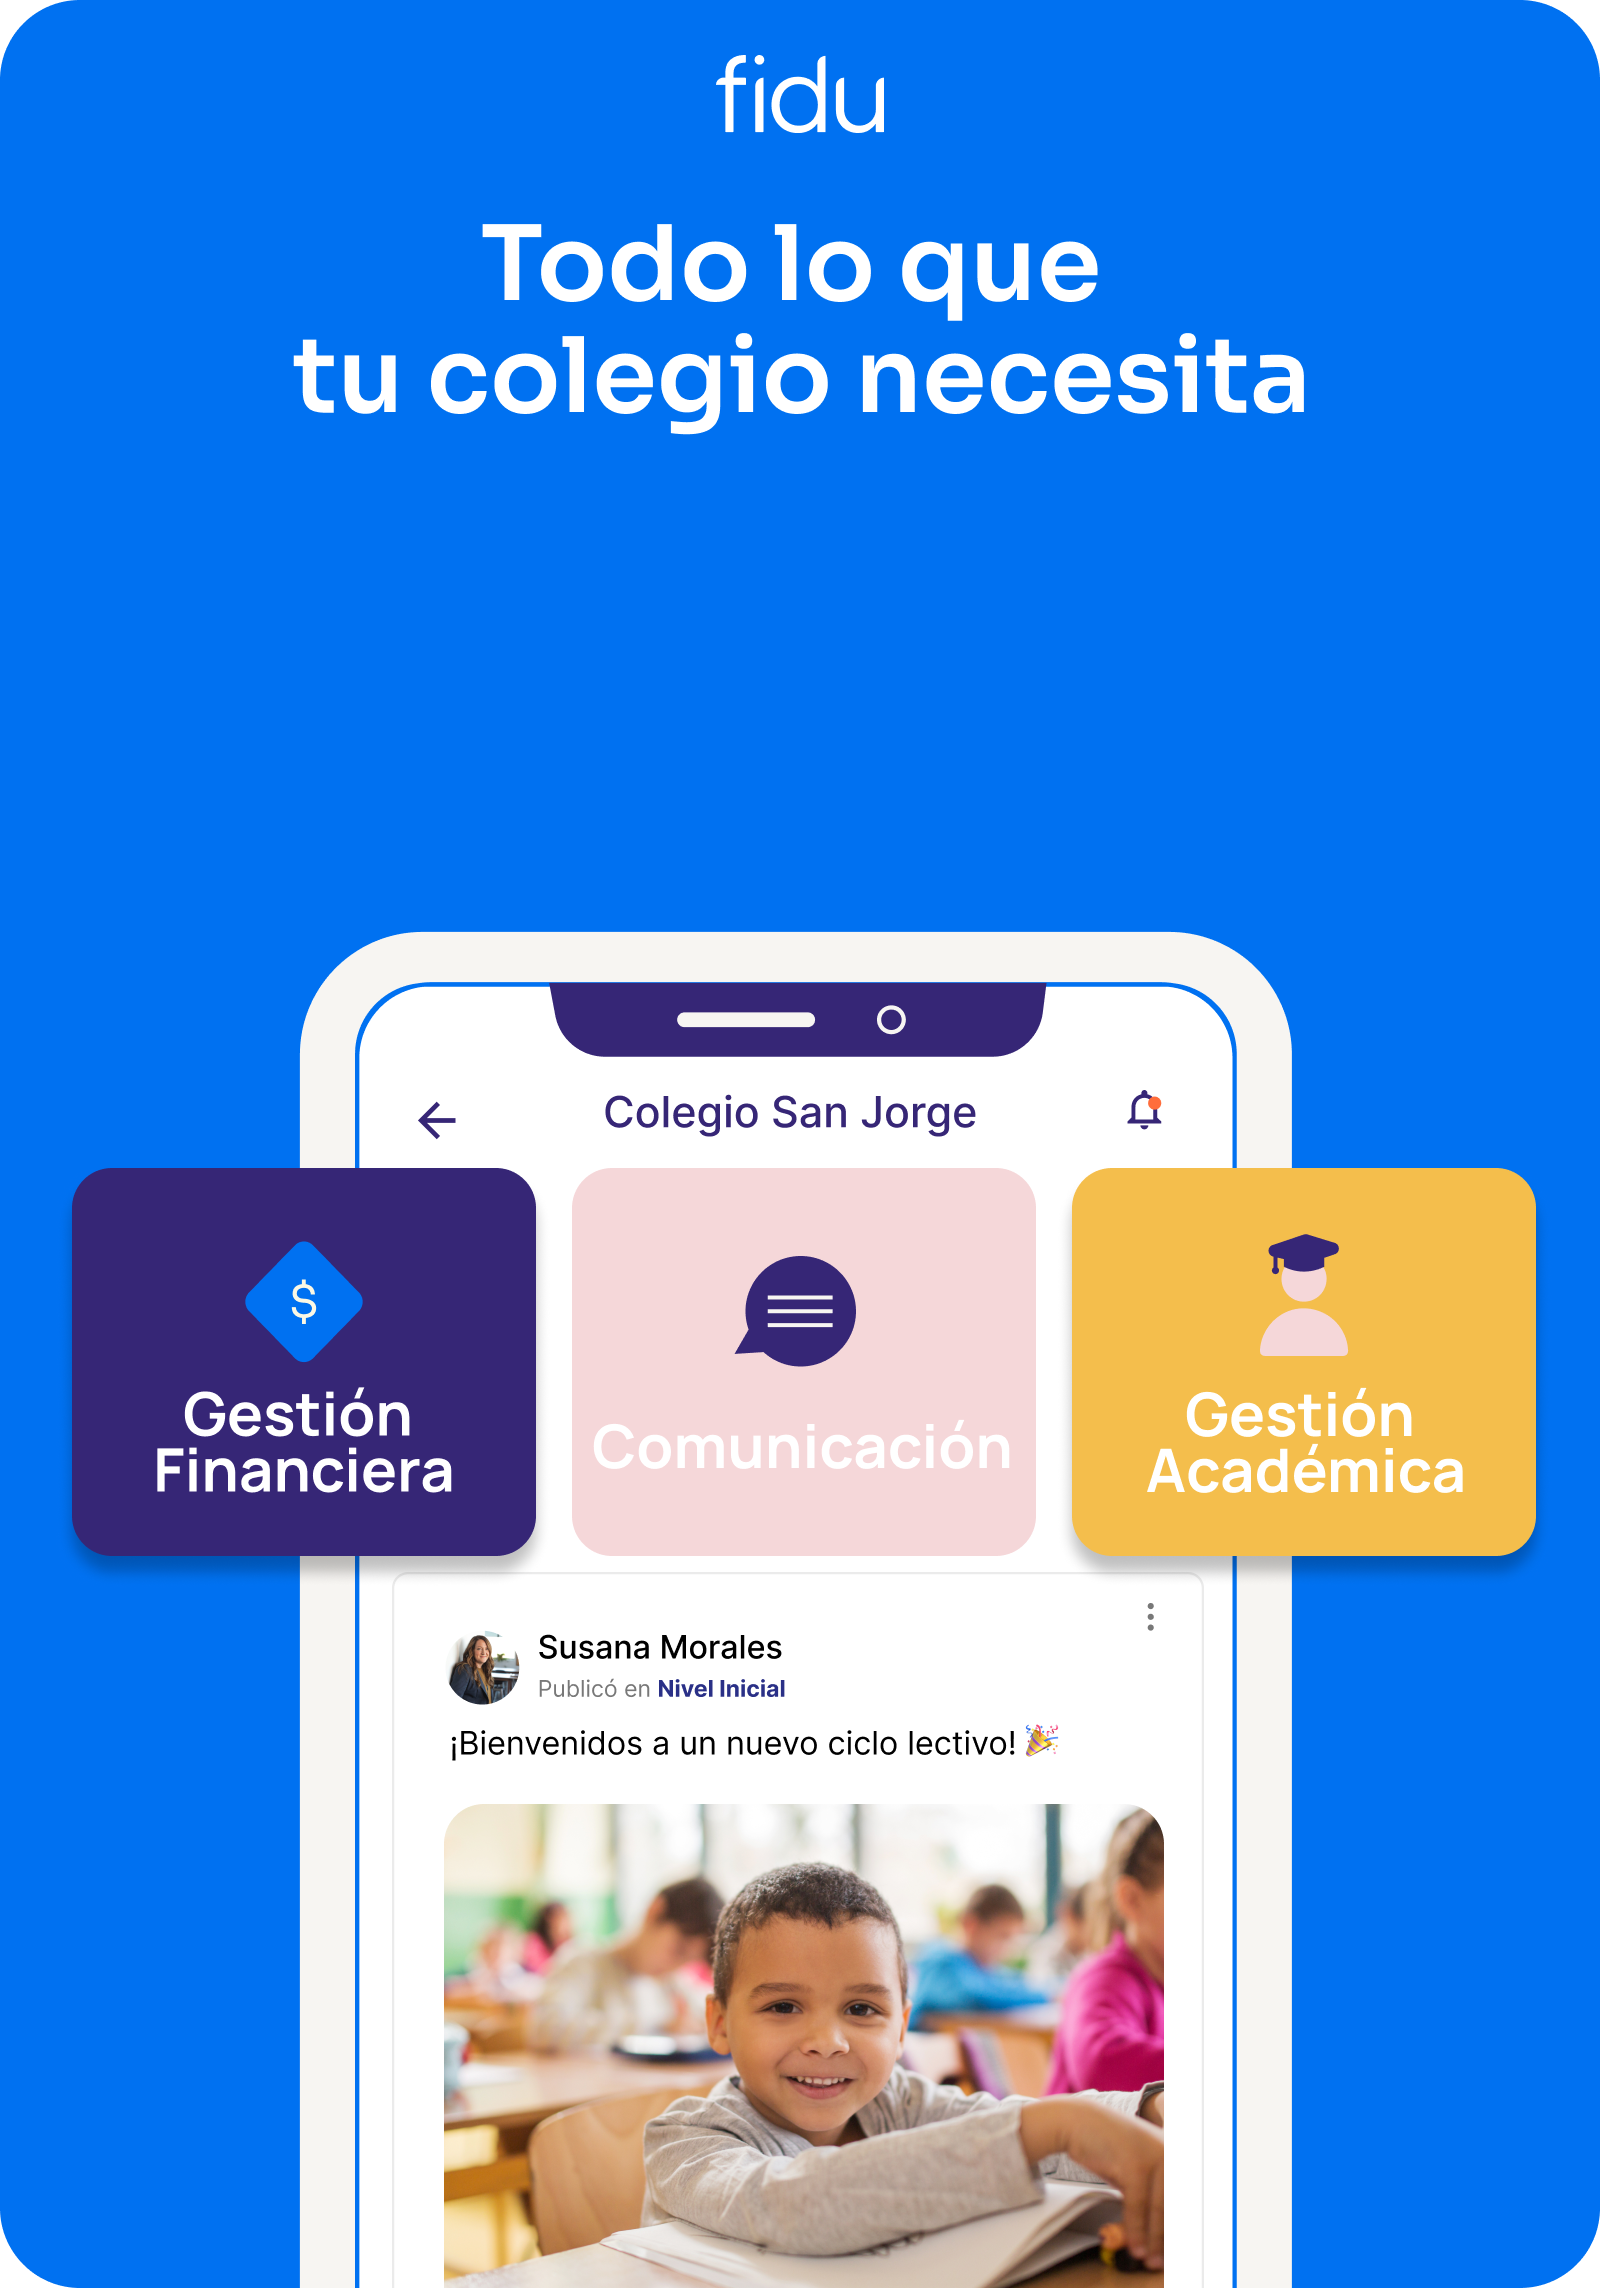 fidu
Todo lo que
tu colegio necesita
Colegio San Jorge
$
Gestión
Financiera
Comunicación
Gestión
Académica
Susana Morales
Publicó en Nivel Inicial
¡Bienvenidos a un nuevo ciclo lectivo! 🎉